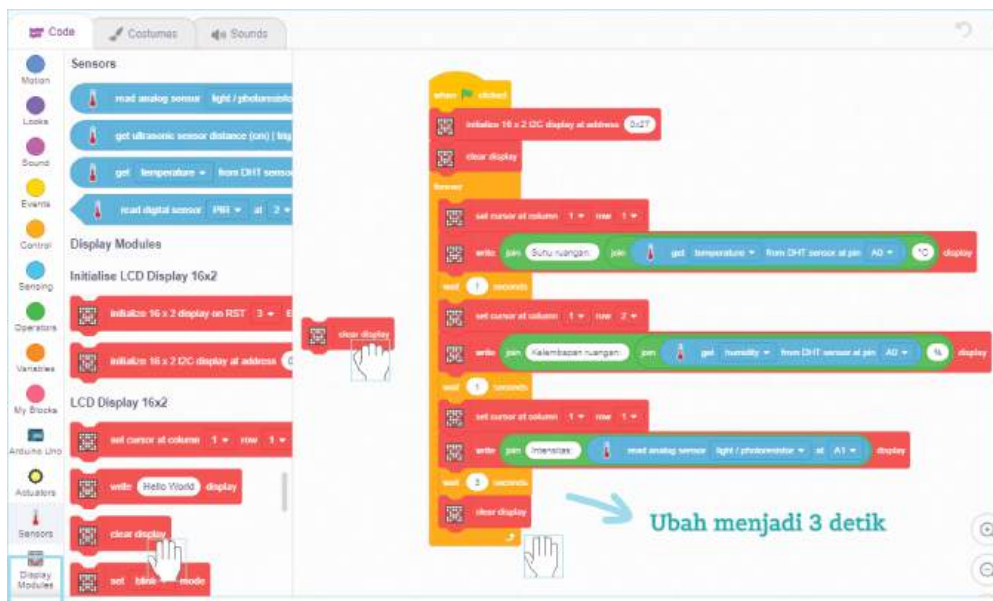 Code
Costumes
Sounds
Motion
Looks
Sound
Events
Control
Sensing
Operators
Variables
My Blocks
Arduino Uno
Actuators
Sensors
Display Modules
Sensors
read analog sensor light / photoresisto
get ultrasonic sensor distance (cm) | trig
get temperature from DHT senso
read digital sensor PIR at 2
Display Modules
Initialise LCD Display 16x2
initialize 16 x 2 display on RST 3
initialize 16 x 2 I2C display at address
LCD Display 16x2
set cursor at column 1 row 1
write Hello World display
clear display
set blink mode
clear display
when clicked
initialize 16 x 2 I2C display at address 0x27
clear display
forever
set cursor at column 1 row 1
write join Suhu ruangan: join get temperature from DHT sensor at pin A0 °C display
wait 1 seconds
set cursor at column 1 row 2
write join Kelembapan ruangan: join get humidity from DHT sensor at pin A0 % display
wait 1 seconds
set cursor at column 1 row 1
write join Intensitas: read analog sensor light / photoresistor at A1 display
wait 3 seconds
clear display
Ubah menjadi 3 detik